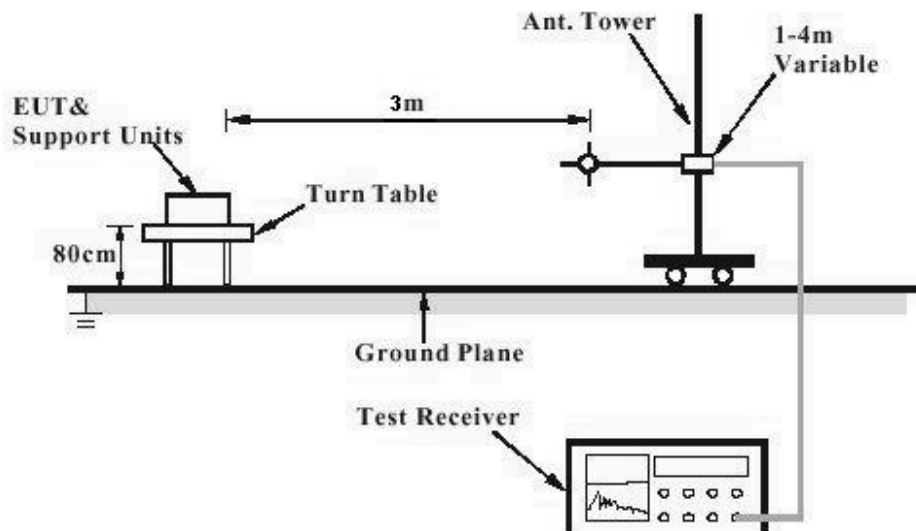 Ant. Tower
1-4m
Variable
3m
EUT&
Support Units
Turn Table
80cm
Ground Plane
Test Receiver